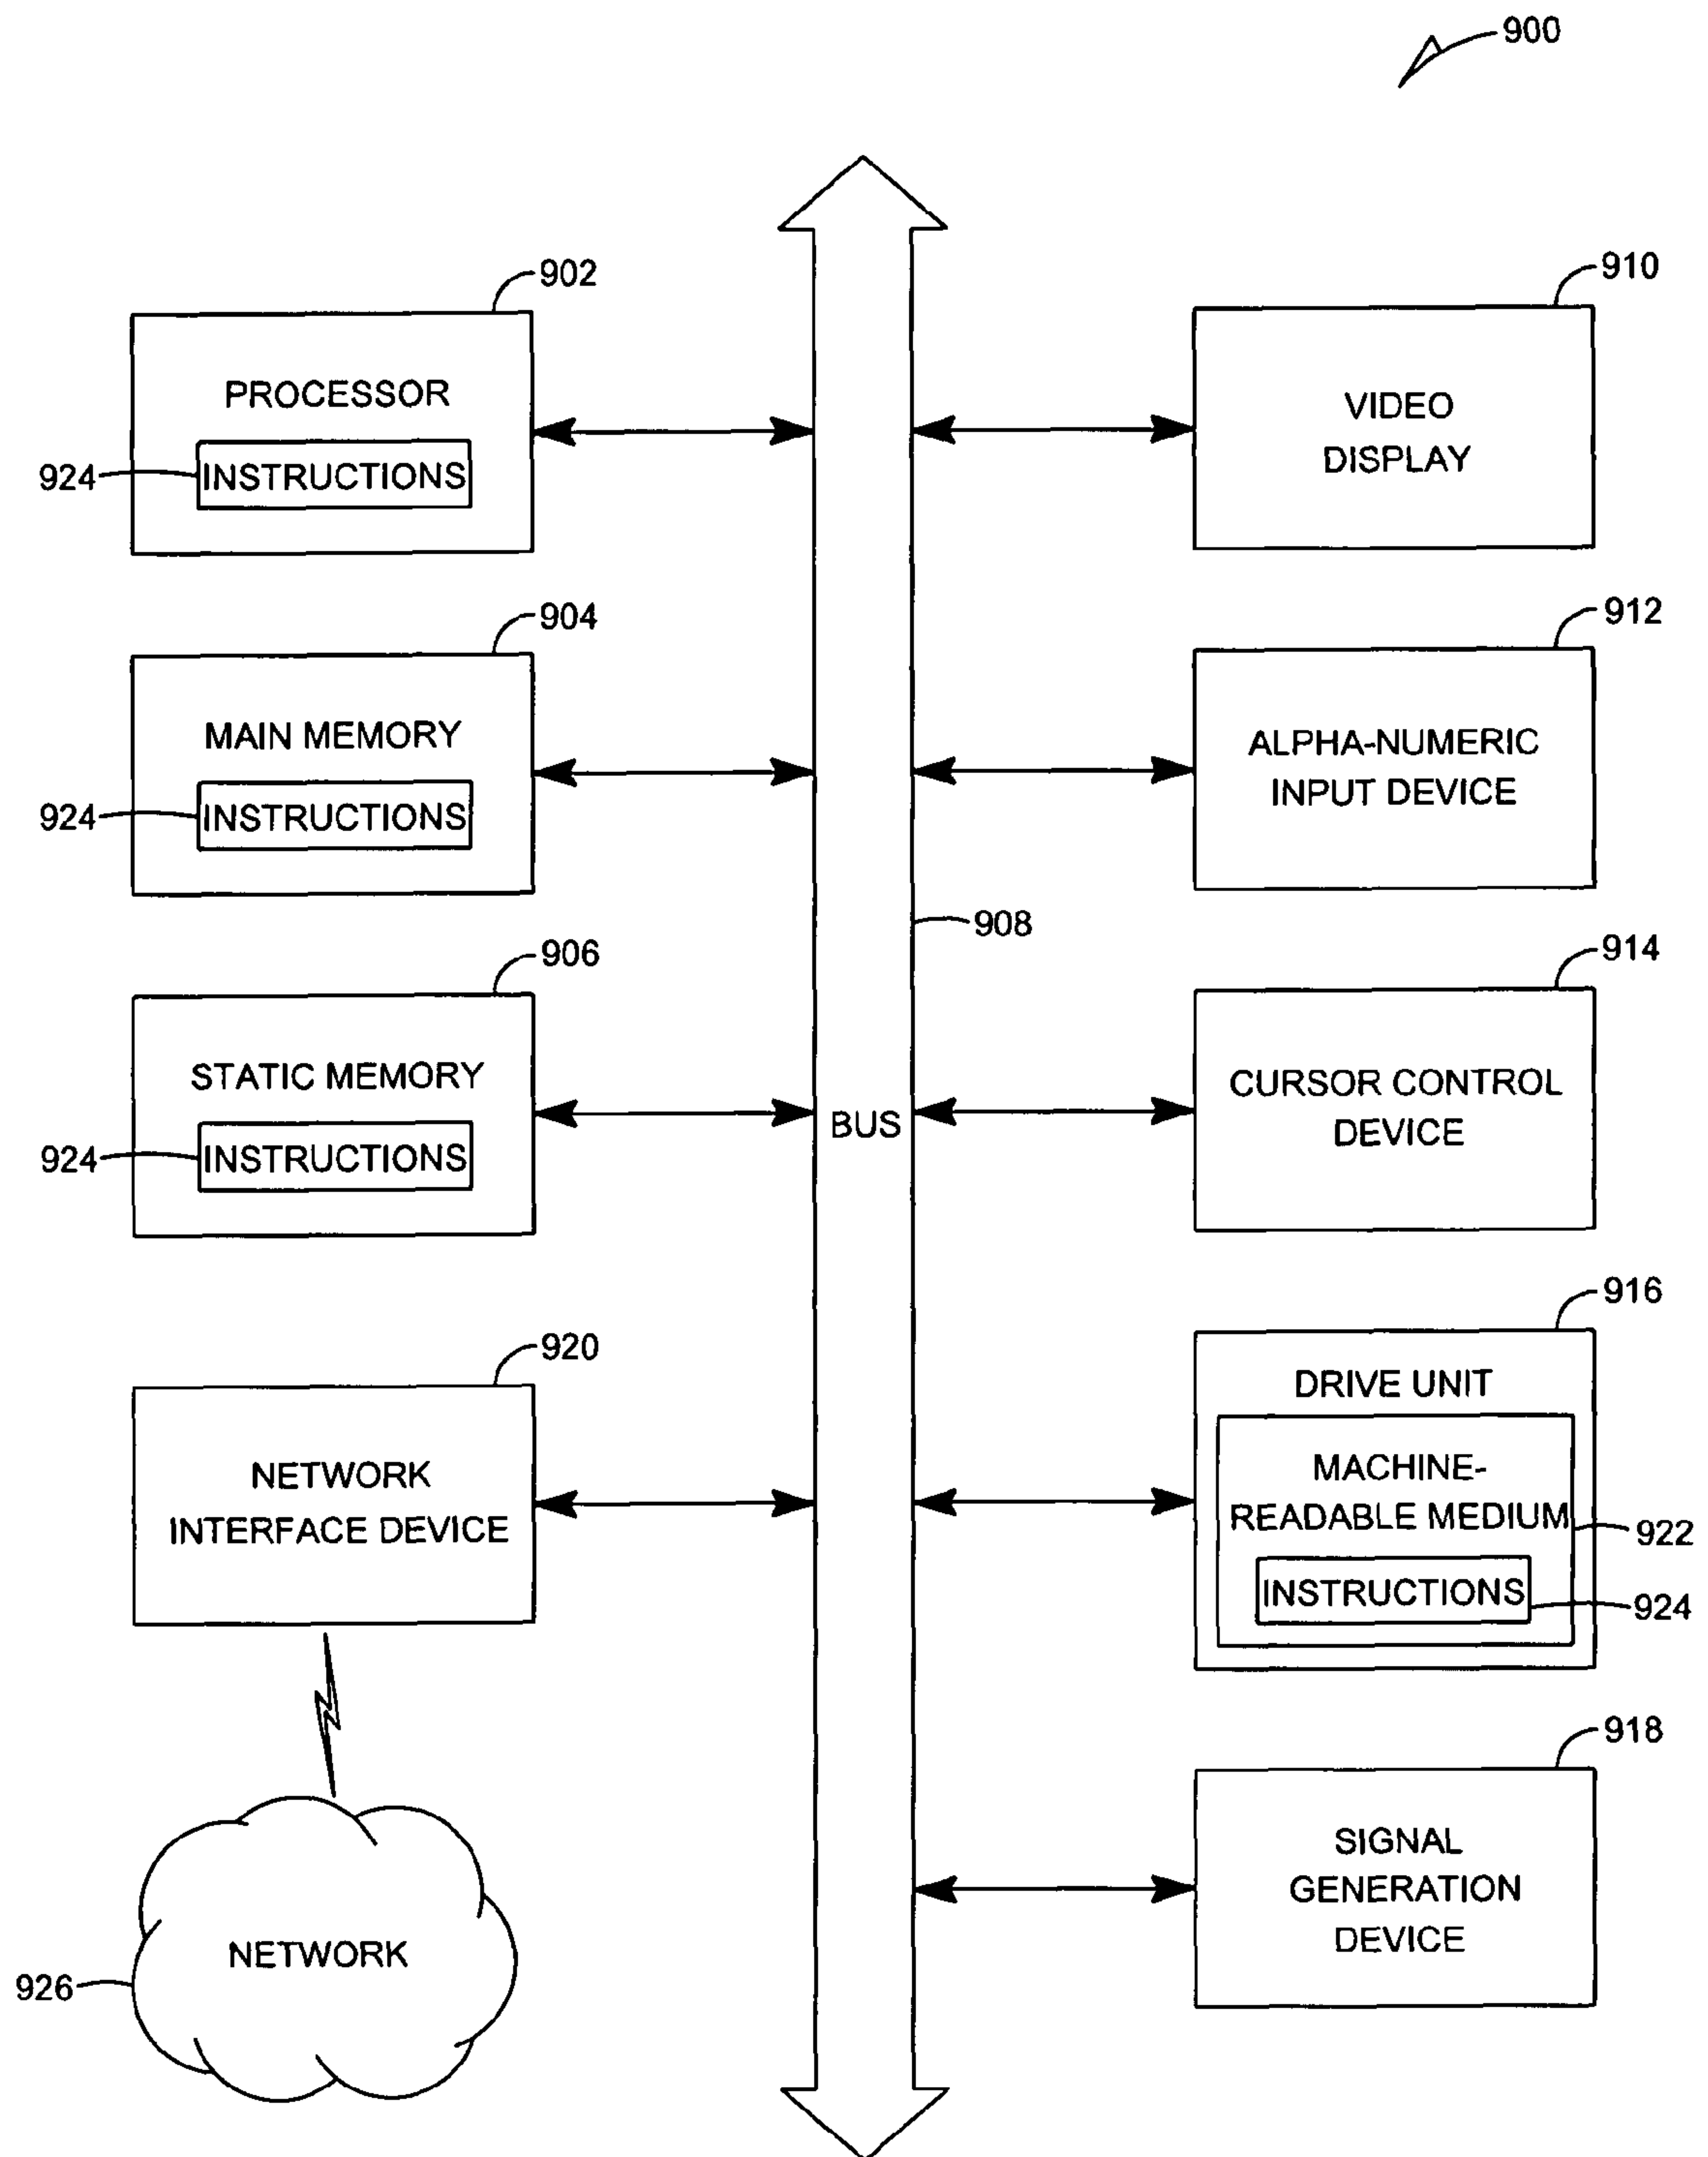 900
902
PROCESSOR
924
INSTRUCTIONS
904
MAIN MEMORY
924
INSTRUCTIONS
906
STATIC MEMORY
924
INSTRUCTIONS
920
NETWORK
INTERFACE DEVICE
NETWORK
926
908
BUS
910
VIDEO
DISPLAY
912
ALPHA-NUMERIC
INPUT DEVICE
914
CURSOR CONTROL
DEVICE
916
DRIVE UNIT
MACHINE-
READABLE MEDIUM
922
INSTRUCTIONS
924
918
SIGNAL
GENERATION
DEVICE